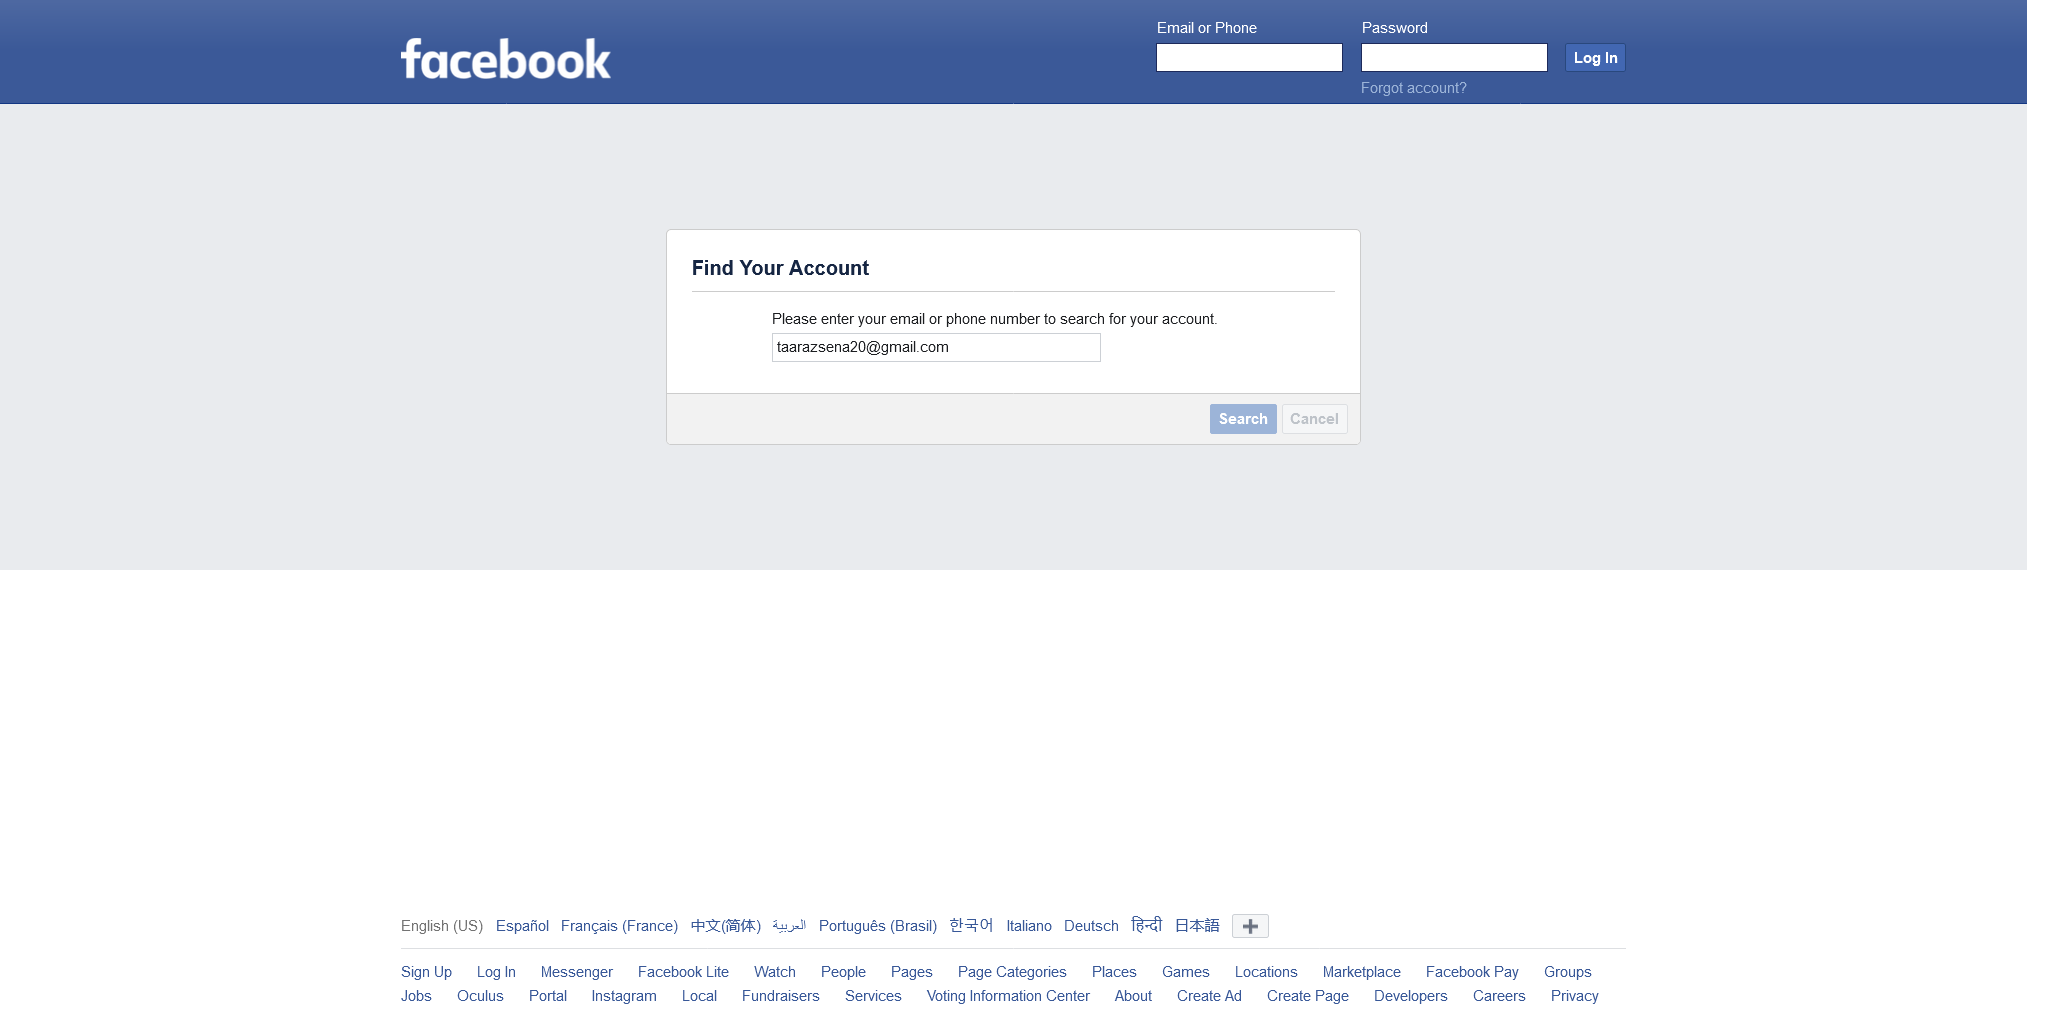 facebook
Email or Phone
Password
Log In
Forgot account?
Find Your Account
Please enter your email or phone number to search for your account.
taarazsena20@gmail.com
Search Cancel
English (US) Español Français (France) 中文(简体) العربية Português (Brasil) 한국어 Italiano Deutsch हिन्दी 日本語
Sign Up Log In Messenger Facebook Lite Watch People Pages Page Categories Places Games Locations Marketplace Facebook Pay Groups
Jobs Oculus Portal Instagram Local Fundraisers Services Voting Information Center About Create Ad Create Page Developers Careers Privacy